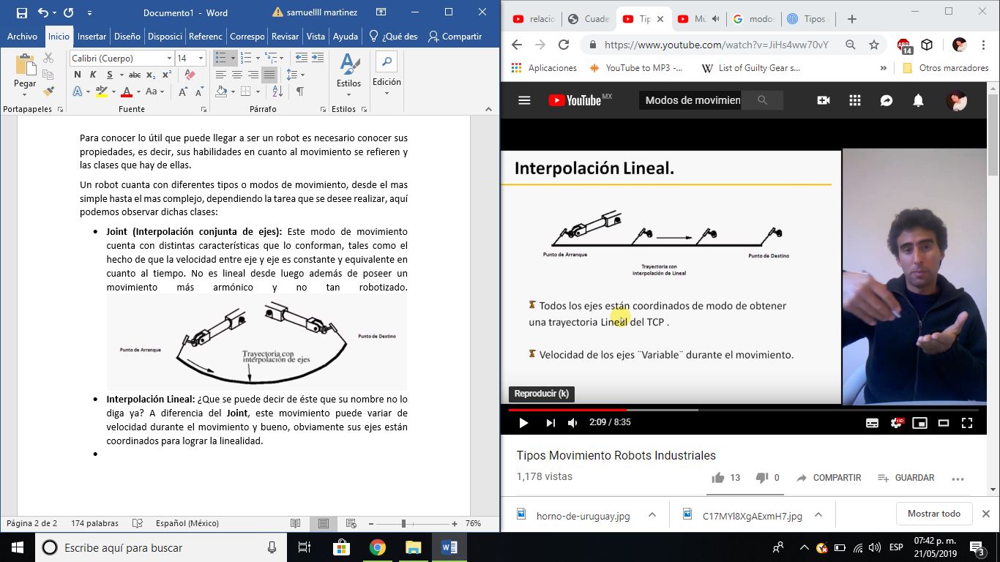 Documento1 - Word
samuellll martinez
Archivo Inicio Insertar Diseño Disposici Referenc Correspo Revisar Vista Ayuda ¿Qué des Compartir
Pegar
Calibri (Cuerpo) 14
N K S abc x₂ x²
A ab A Aa A A
Estilos
Edición
Portapapeles Fuente Párrafo Estilos
Para conocer lo útil que puede llegar a ser un robot es necesario conocer sus
propiedades, es decir, sus habilidades en cuanto al movimiento se refieren y
las clases que hay de ellas.
Un robot cuanta con diferentes tipos o modos de movimiento, desde el mas
simple hasta el mas complejo, dependiendo la tarea que se desee realizar, aquí
podemos observar dichas clases:
• Joint (Interpolación conjunta de ejes): Este modo de movimiento
cuenta con distintas características que lo conforman, tales como el
hecho de que la velocidad entre eje y eje es constante y equivalente en
cuanto al tiempo. No es lineal desde luego además de poseer un
movimiento más armónico y no tan robotizado.
Punto de Arranque
Punto de Destino
Trayectoria con
interpolación de ejes
• Interpolación Lineal: ¿Que se puede decir de éste que su nombre no lo
diga ya? A diferencia del Joint, este movimiento puede variar de
velocidad durante el movimiento y bueno, obviamente sus ejes están
coordinados para lograr la linealidad.
•
Página 2 de 2 174 palabras Español (México) 76%
relacio Cuade Tip Mú modos Tipos
https://www.youtube.com/watch?v=JiHs4ww70vY
ABP 14
Aplicaciones YouTube to MP3 -... List of Guilty Gear s... » Otros marcadores
YouTube MX
Modos de movimien
Interpolación Lineal.
Punto de Arranque
Punto de Destino
Trayectoria con
interpolación de Lineal
Todos los ejes están coordinados de modo de obtener
una trayectoria Lineal del TCP .
Velocidad de los ejes ¨Variable¨ durante el movimiento.
Reproducir (k)
2:09 / 8:35
HD
Tipos Movimiento Robots Industriales
1,178 vistas
13 0 COMPARTIR GUARDAR
horno-de-uruguay.jpg
C17MYl8XgAExmH7.jpg
Mostrar todo
Escribe aquí para buscar
ESP
07:42 p. m.
21/05/2019
3